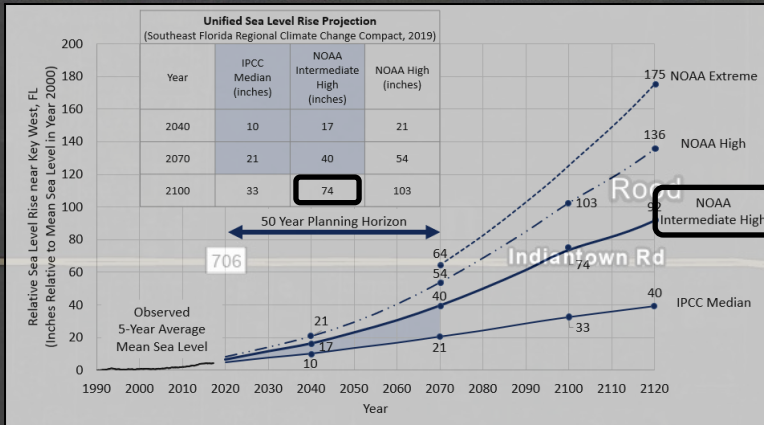 Unified Sea Level Rise Projection
(Southeast Florida Regional Climate Change Compact, 2019)
Year
IPCC
Median
(inches)
NOAA
Intermediate
High
(inches)
NOAA High
(inches)
2040 10 17 21
2070 21 40 54
2100 33 74 103
50 Year Planning Horizon
Relative Sea Level Rise near Key West, FL
(Inches Relative to Mean Sea Level in Year 2000)
200
180
160
140
120
100
80
60
40
20
0
175 NOAA Extreme
136
NOAA High
103
Rood
92
NOAA
Intermediate High
706
Indiantown Rd
64
54
40
74
40
IPCC Median
33
Observed
5-Year Average
Mean Sea Level
21
17
10
21
1990 2000 2010 2020 2030 2040 2050 2060 2070 2080 2090 2100 2110 2120
Year